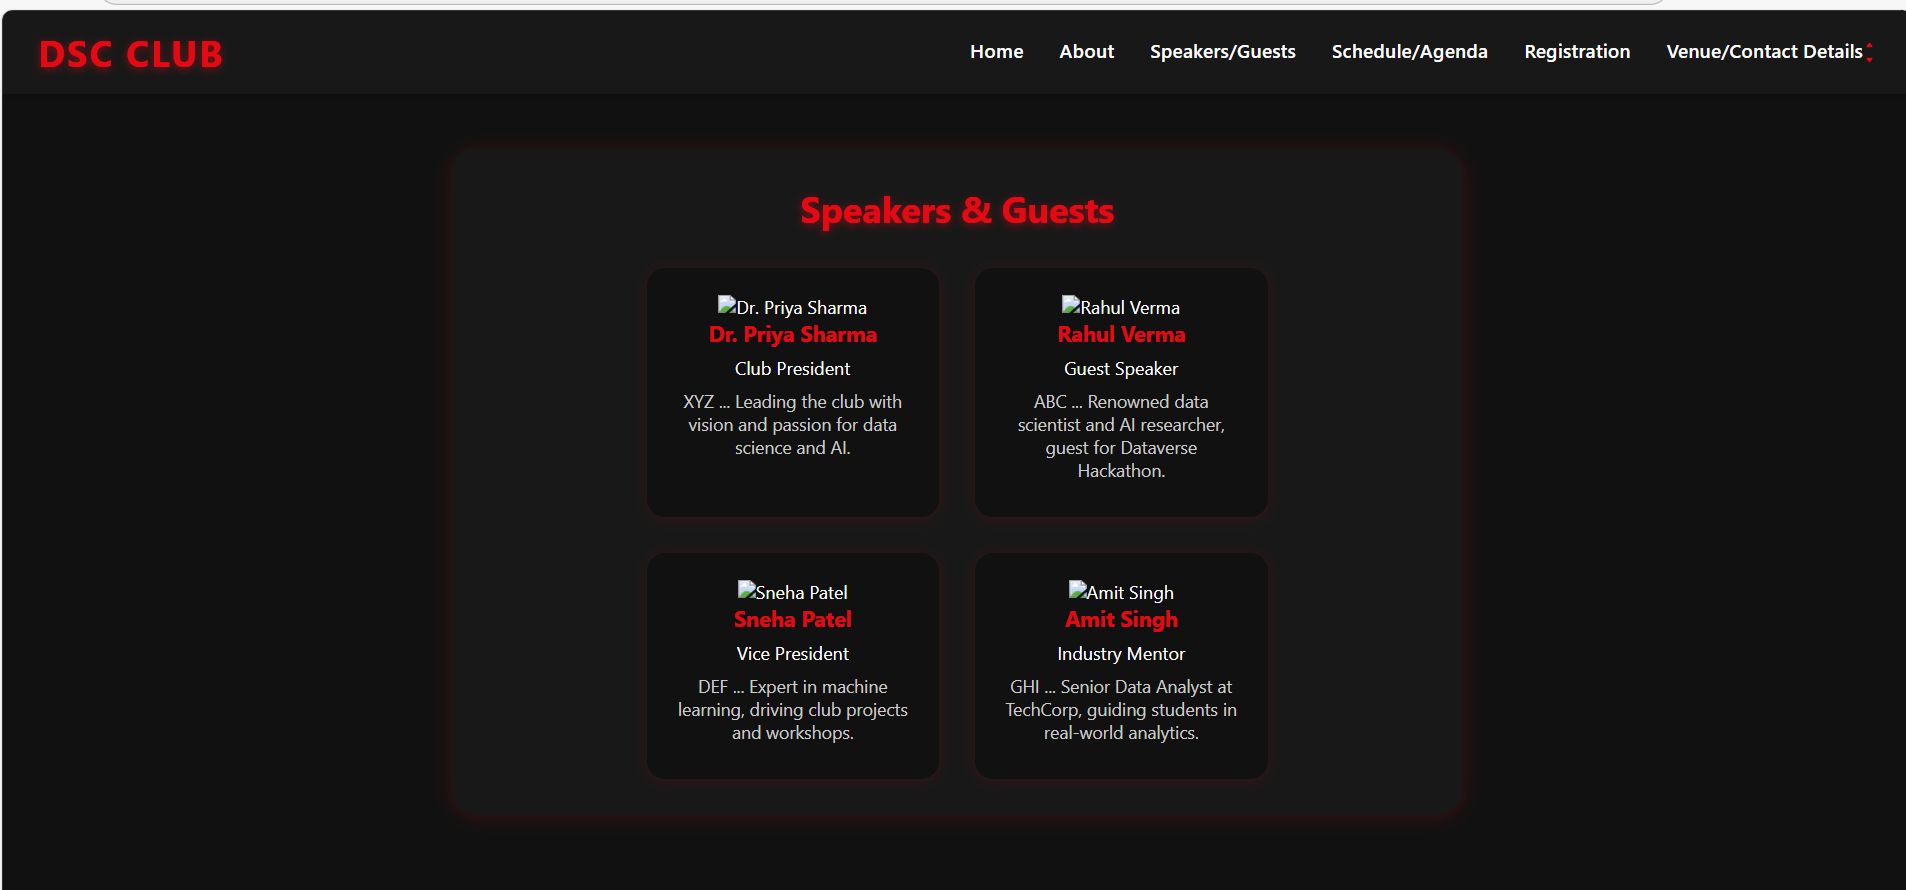 DSC CLUB
Home About Speakers/Guests Schedule/Agenda Registration Venue/Contact Details
Speakers & Guests
Dr. Priya Sharma
Dr. Priya Sharma
Club President
XYZ ... Leading the club with
vision and passion for data
science and AI.
Rahul Verma
Rahul Verma
Guest Speaker
ABC ... Renowned data
scientist and AI researcher,
guest for Dataverse
Hackathon.
Sneha Patel
Sneha Patel
Vice President
DEF ... Expert in machine
learning, driving club projects
and workshops.
Amit Singh
Amit Singh
Industry Mentor
GHI ... Senior Data Analyst at
TechCorp, guiding students in
real-world analytics.